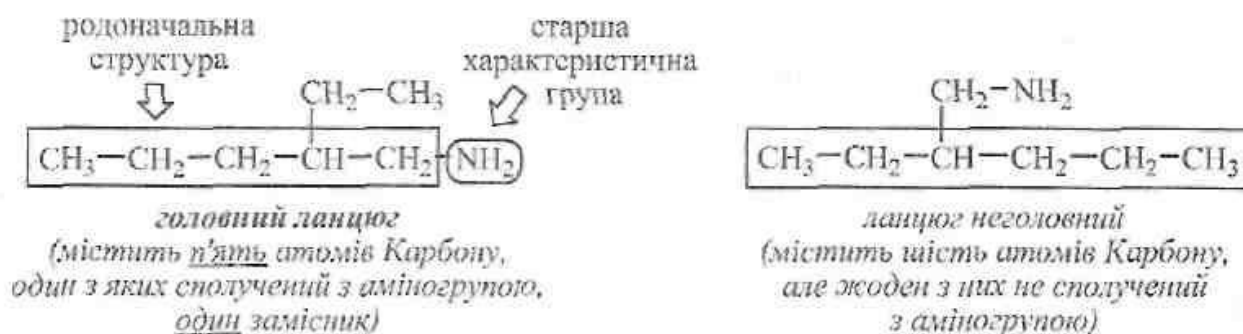 родоначальна
структура
старша
характеристична
група
CH₂—CH₃
CH₃—CH₂—CH₂—CH—CH₂—NH₂
головний ланцюг
(містить п'ять атомів Карбону,
один з яких сполучений з аміногрупою,
один замісник)
CH₂—NH₂
CH₃—CH₂—CH—CH₂—CH₂—CH₃
ланцюг неголовний
(містить шість атомів Карбону,
але жоден з них не сполучений
з аміногрупою)